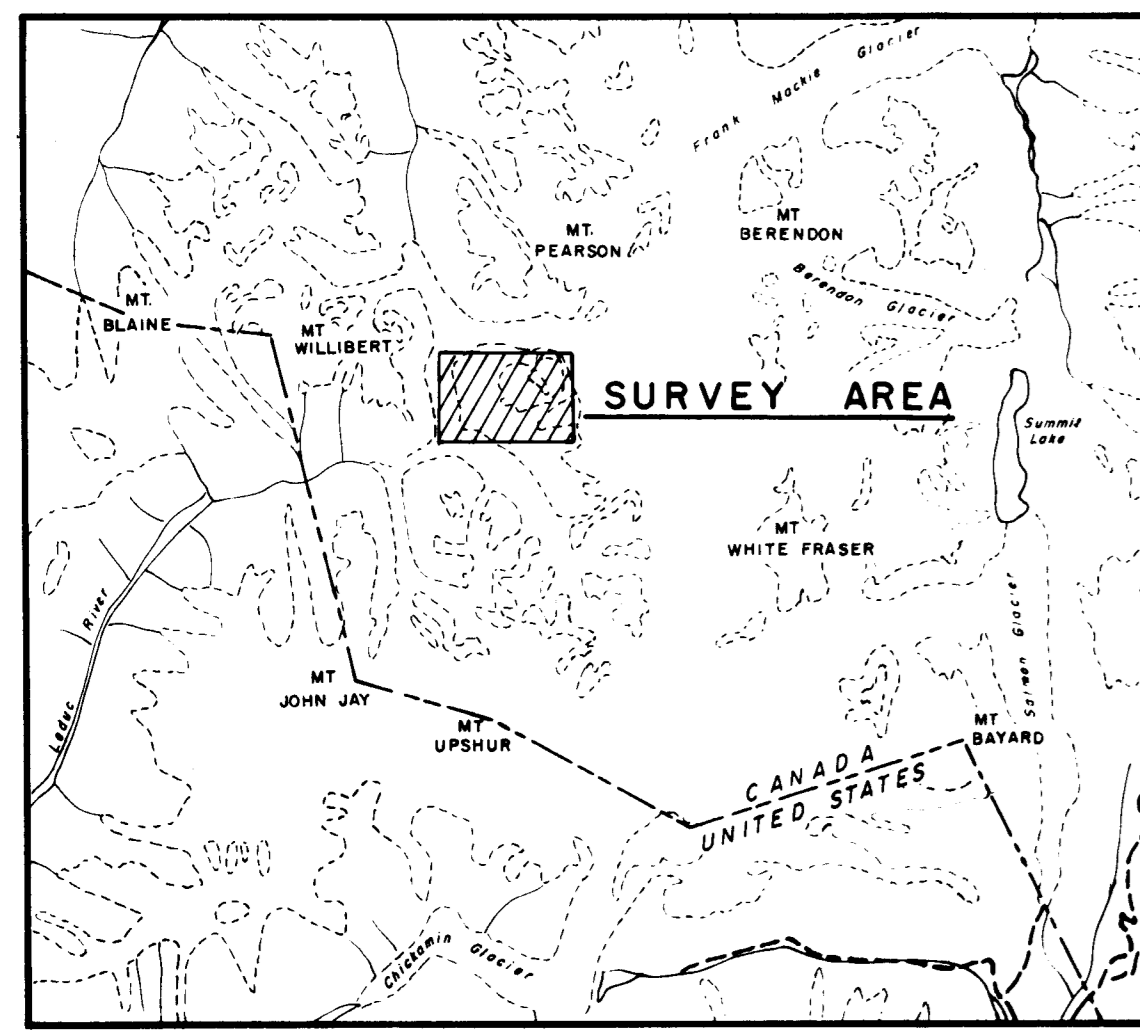 Frank Mackie Glacier
MT.
PEARSON
MT
BERENDON
Berendon Glacier
MT.
BLAINE
MT
WILLIBERT
SURVEY AREA
Summit
Lake
MT
WHITE FRASER
Leduc River
Salmon Glacier
MT
JOHN JAY
MT
UPSHUR
MT
BAYARD
CANADA
UNITED STATES
Chickamin Glacier